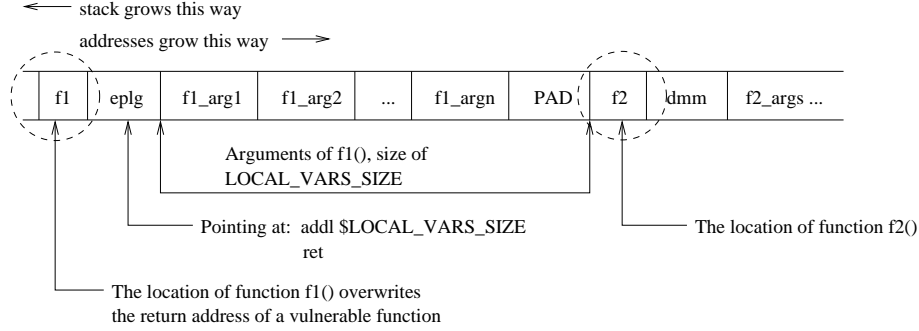 stack grows this way
addresses grow this way
f1 eplg f1_arg1 f1_arg2 ... f1_argn PAD f2 dmm f2_args ...
Arguments of f1(), size of
LOCAL_VARS_SIZE
Pointing at: addl $LOCAL_VARS_SIZE
ret
The location of function f2()
The location of function f1() overwrites
the return address of a vulnerable function